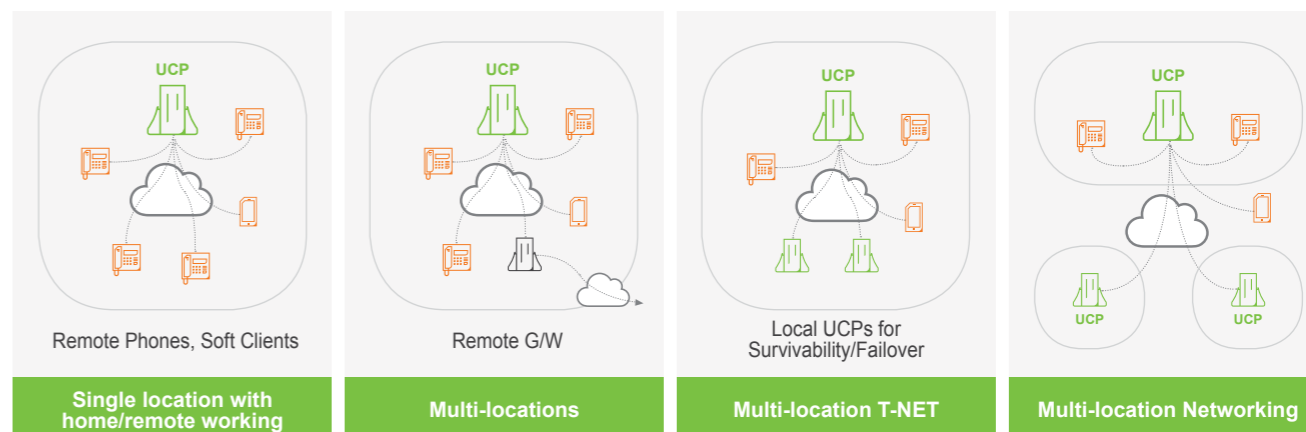 UCP
Remote Phones, Soft Clients
Single location with
home/remote working
UCP
Remote G/W
Multi-locations
UCP
Local UCPs for
Survivability/Failover
Multi-location T-NET
UCP
UCP
UCP
Multi-location Networking